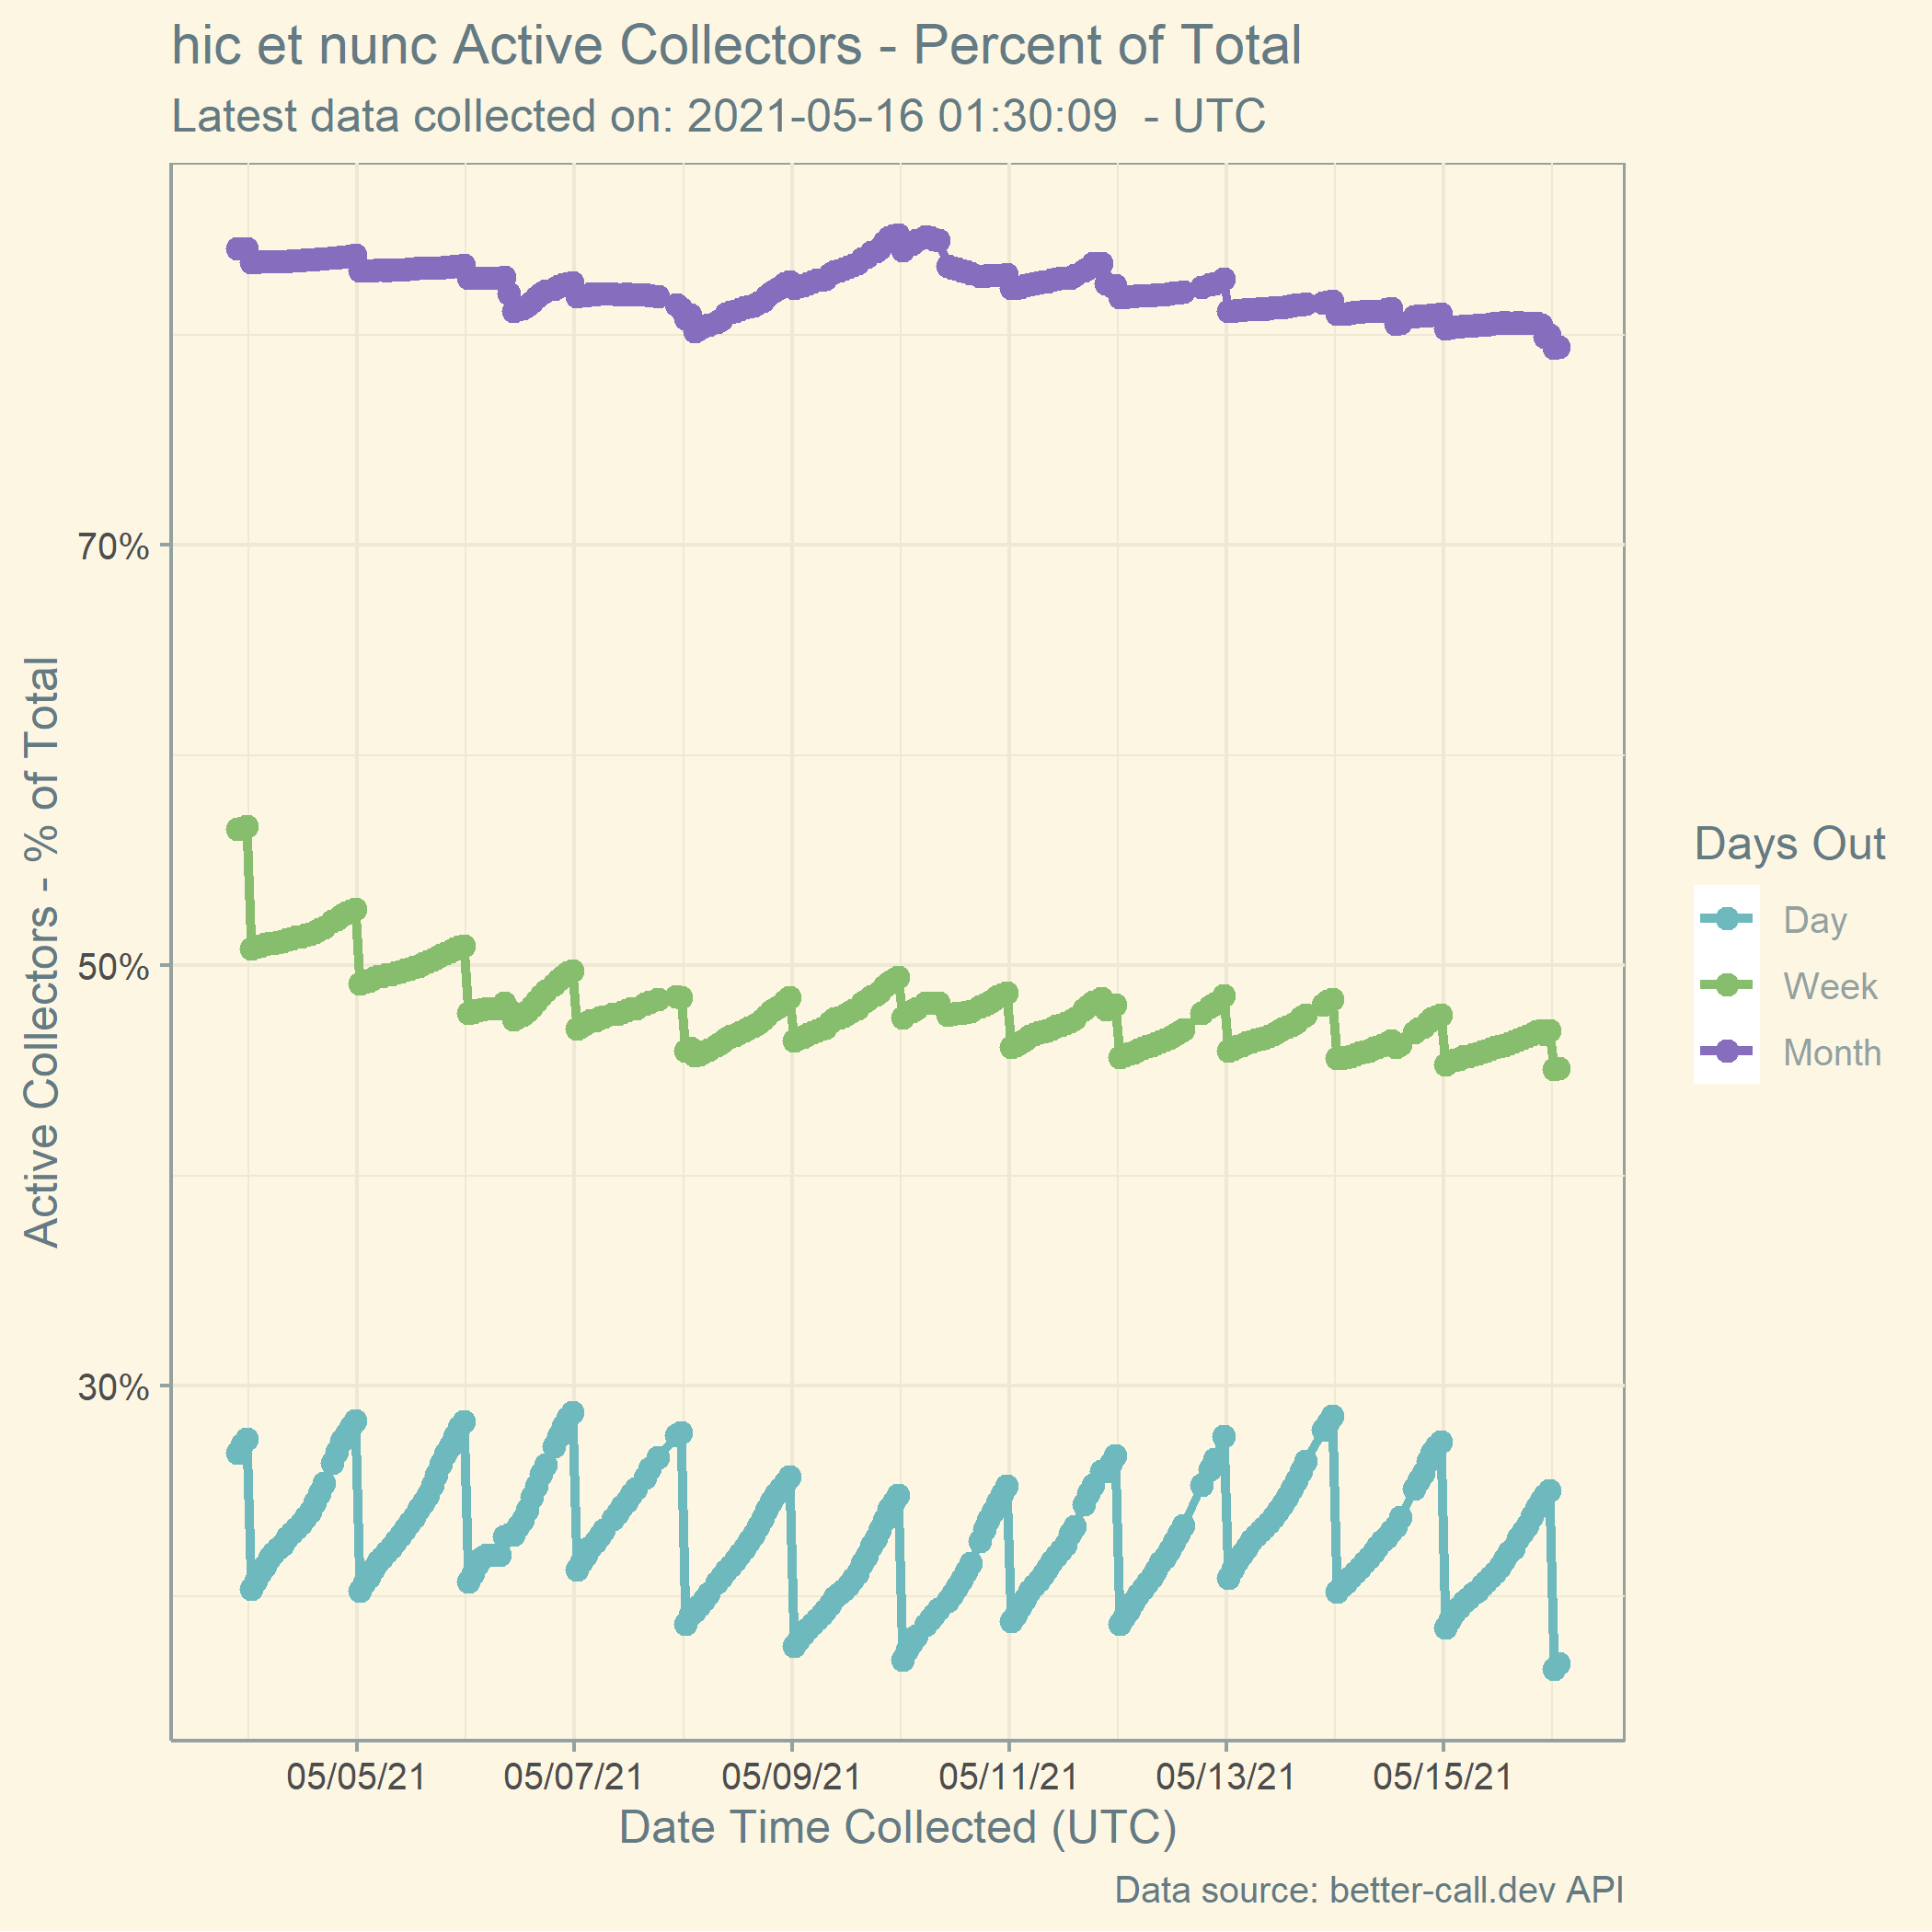 hic et nunc Active Collectors - Percent of Total
Latest data collected on: 2021-05-16 01:30:09  - UTC
Active Collectors - % of Total
70%
50%
30%
05/05/21
05/07/21
05/09/21
05/11/21
05/13/21
05/15/21
Date Time Collected (UTC)
Days Out
Day
Week
Month
Data source: better-call.dev API